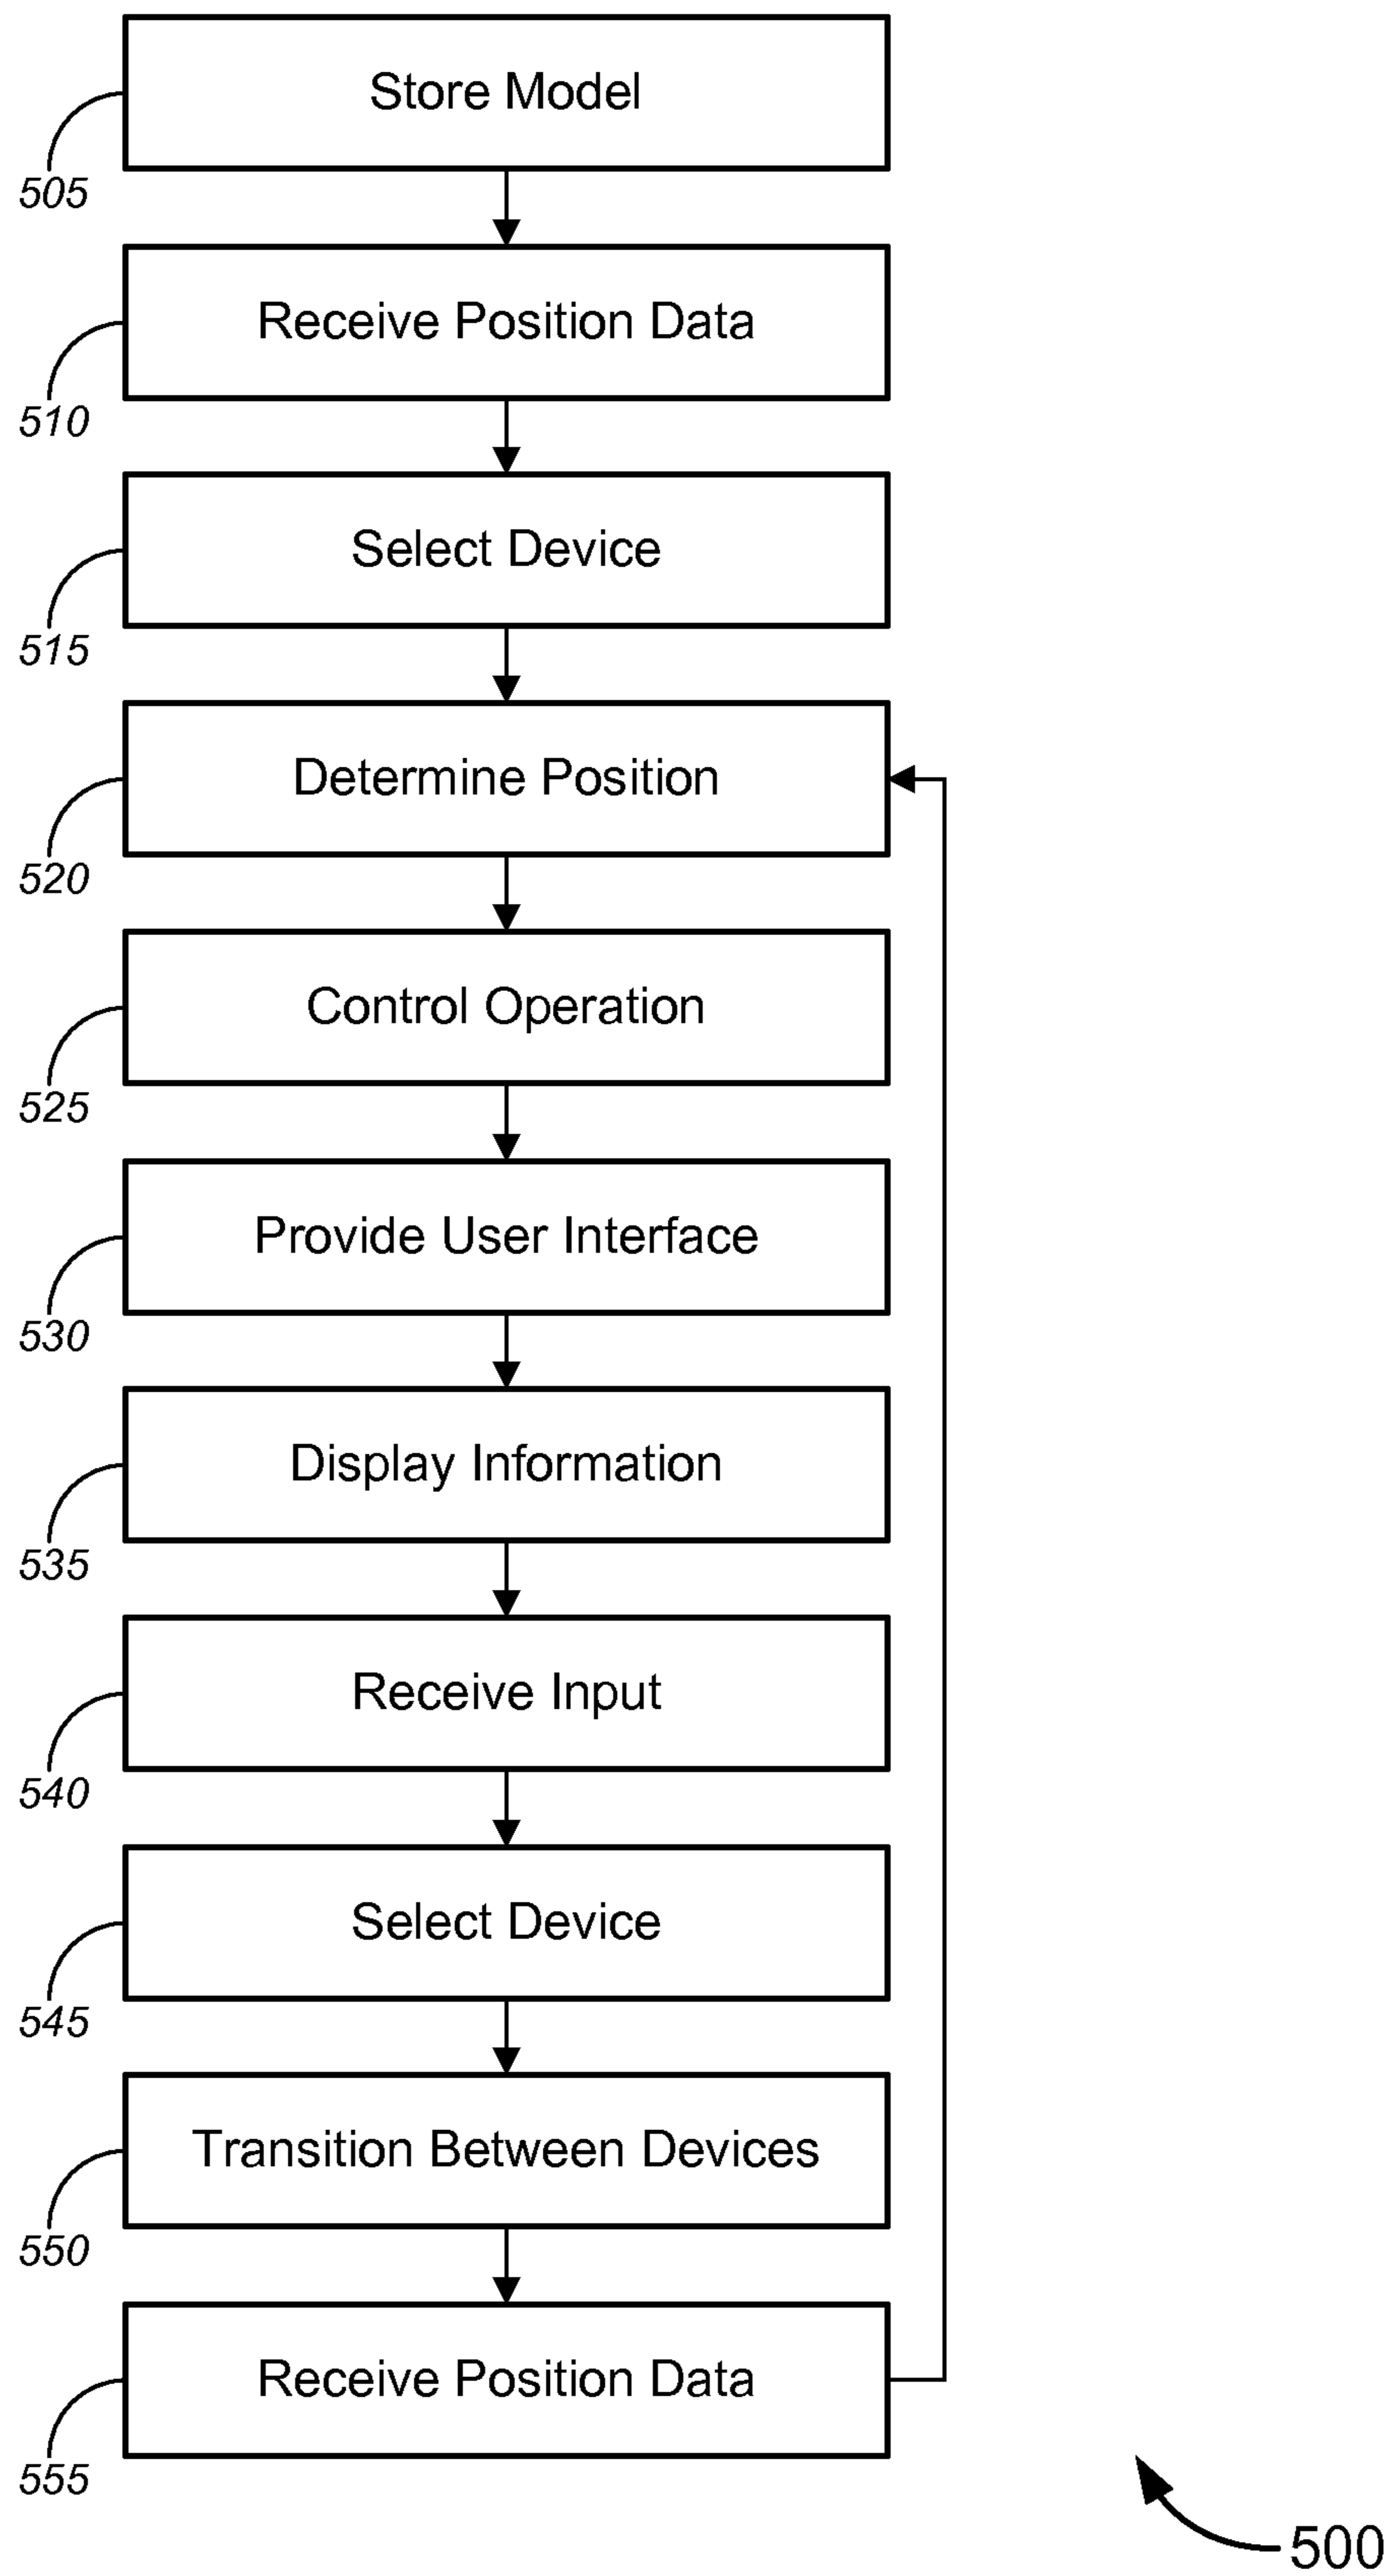 Store Model
505
Receive Position Data
510
Select Device
515
Determine Position
520
Control Operation
525
Provide User Interface
530
Display Information
535
Receive Input
540
Select Device
545
Transition Between Devices
550
Receive Position Data
555
500